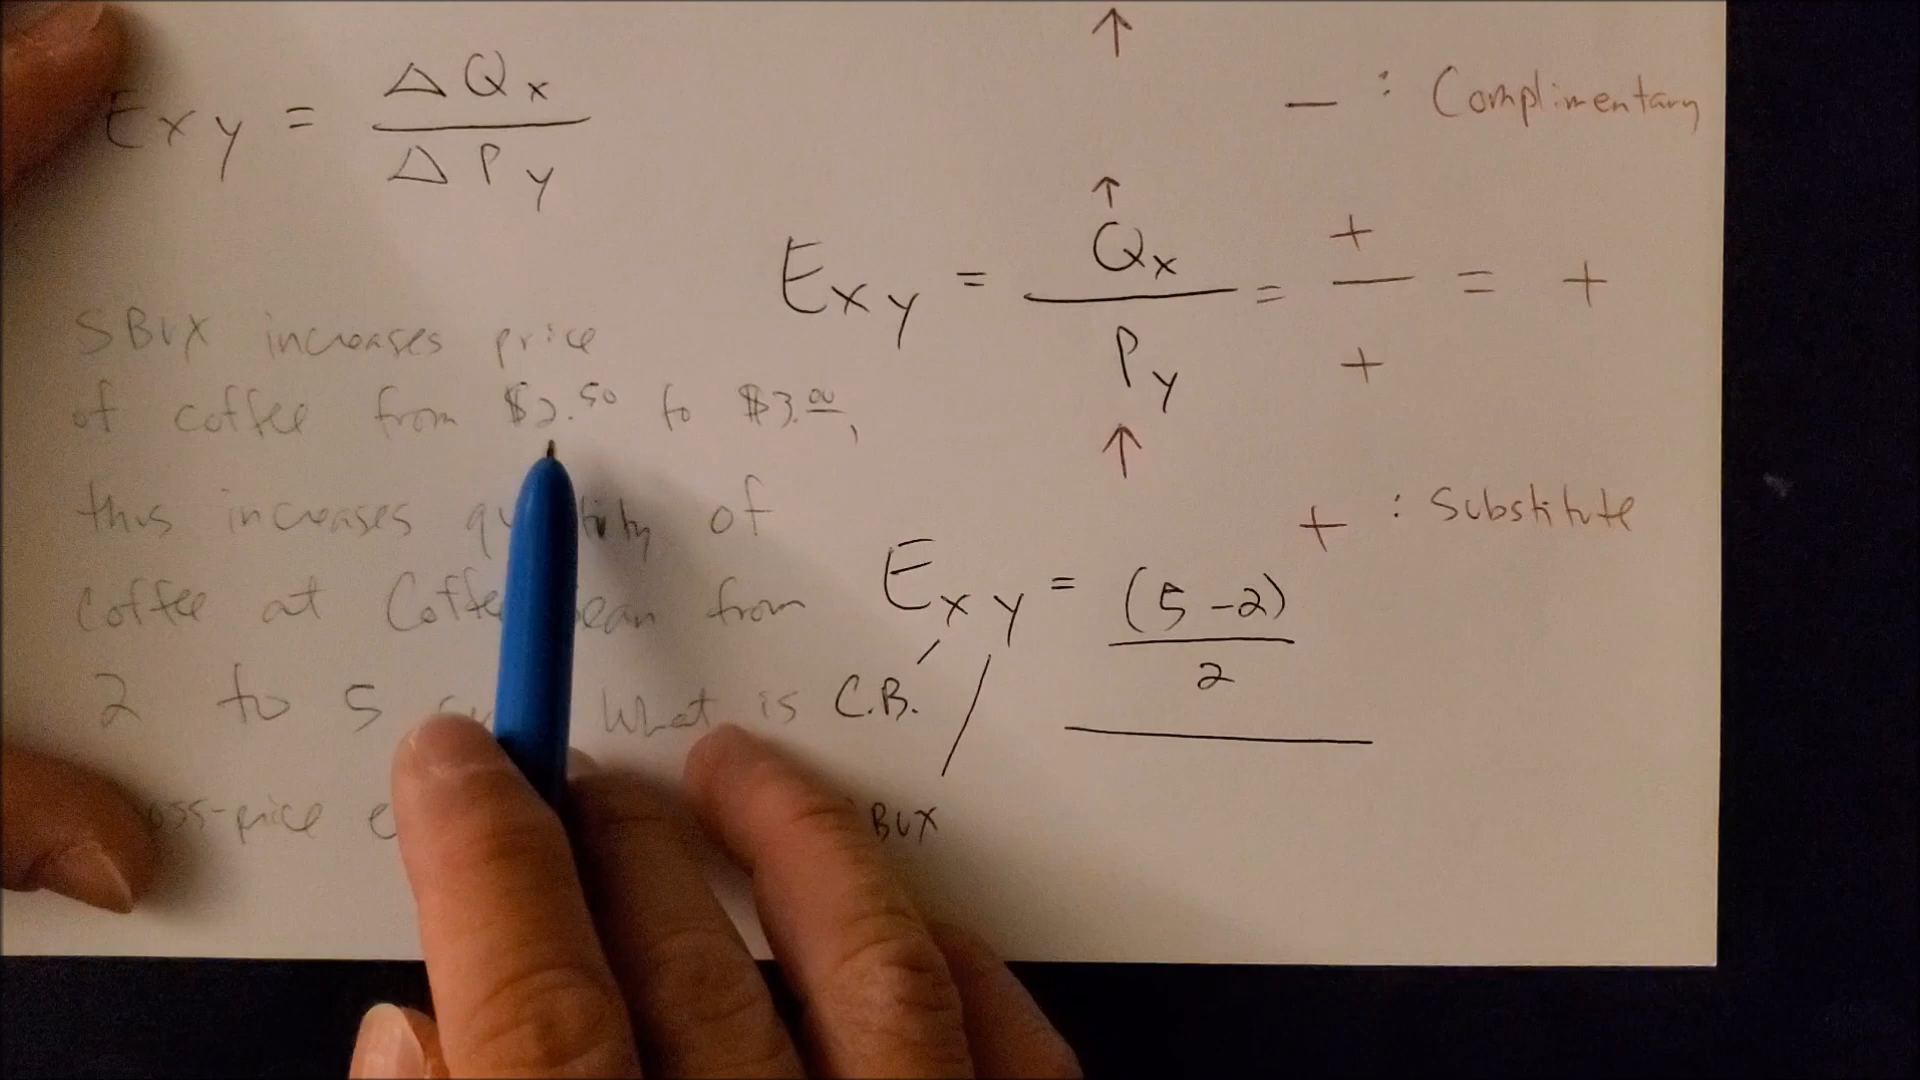 Exy = ΔQx / ΔPy
SBUX increases price
of coffee from $2.50 to $3.00,
this increases of
coffee at from
2 to 5 What is
↑
− : Complimentary
↑
Exy = Qx / Py = + / + = +
↑
+ : Substitute
Exy = (5-2) / 2
C.B.
BUX